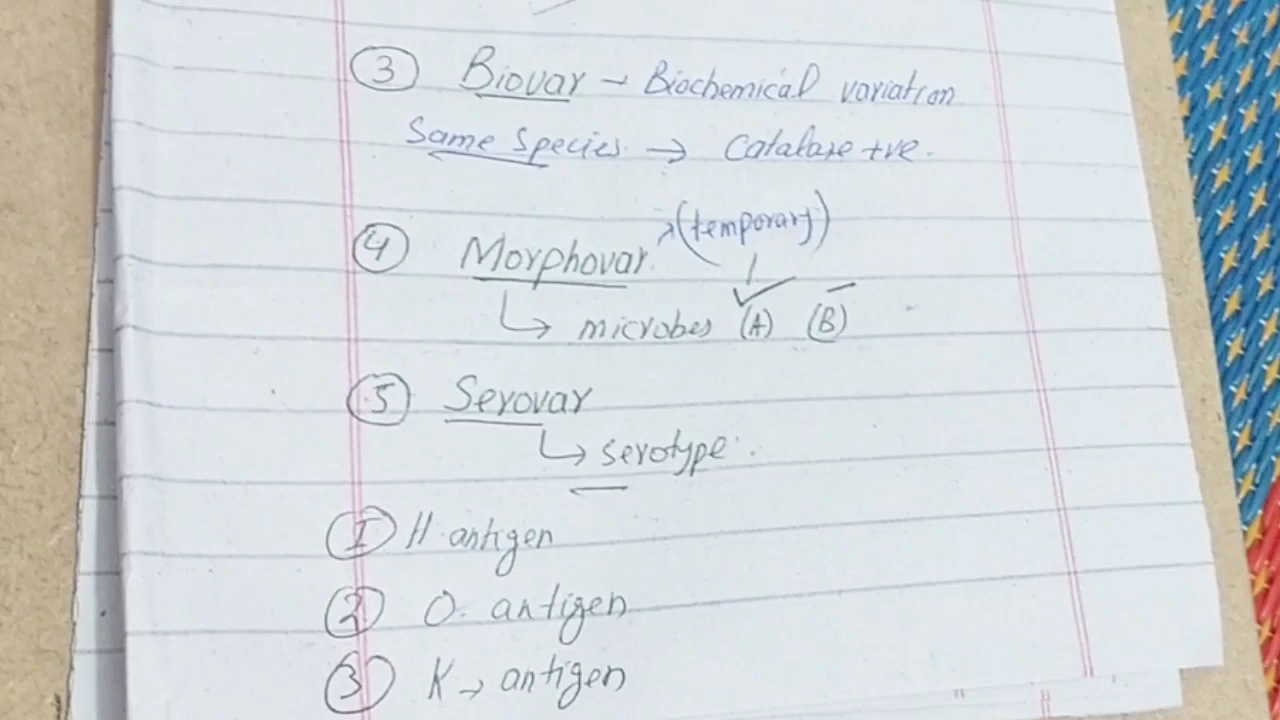 ③ Biovar → Biochemical variation
Same species → Catalase +ve.
④ Morphovar → (temporary)
↳ microbes (A) (B)
⑤ Serovar
↳ serotype
① H antigen
② O. antigen
③ K → antigen